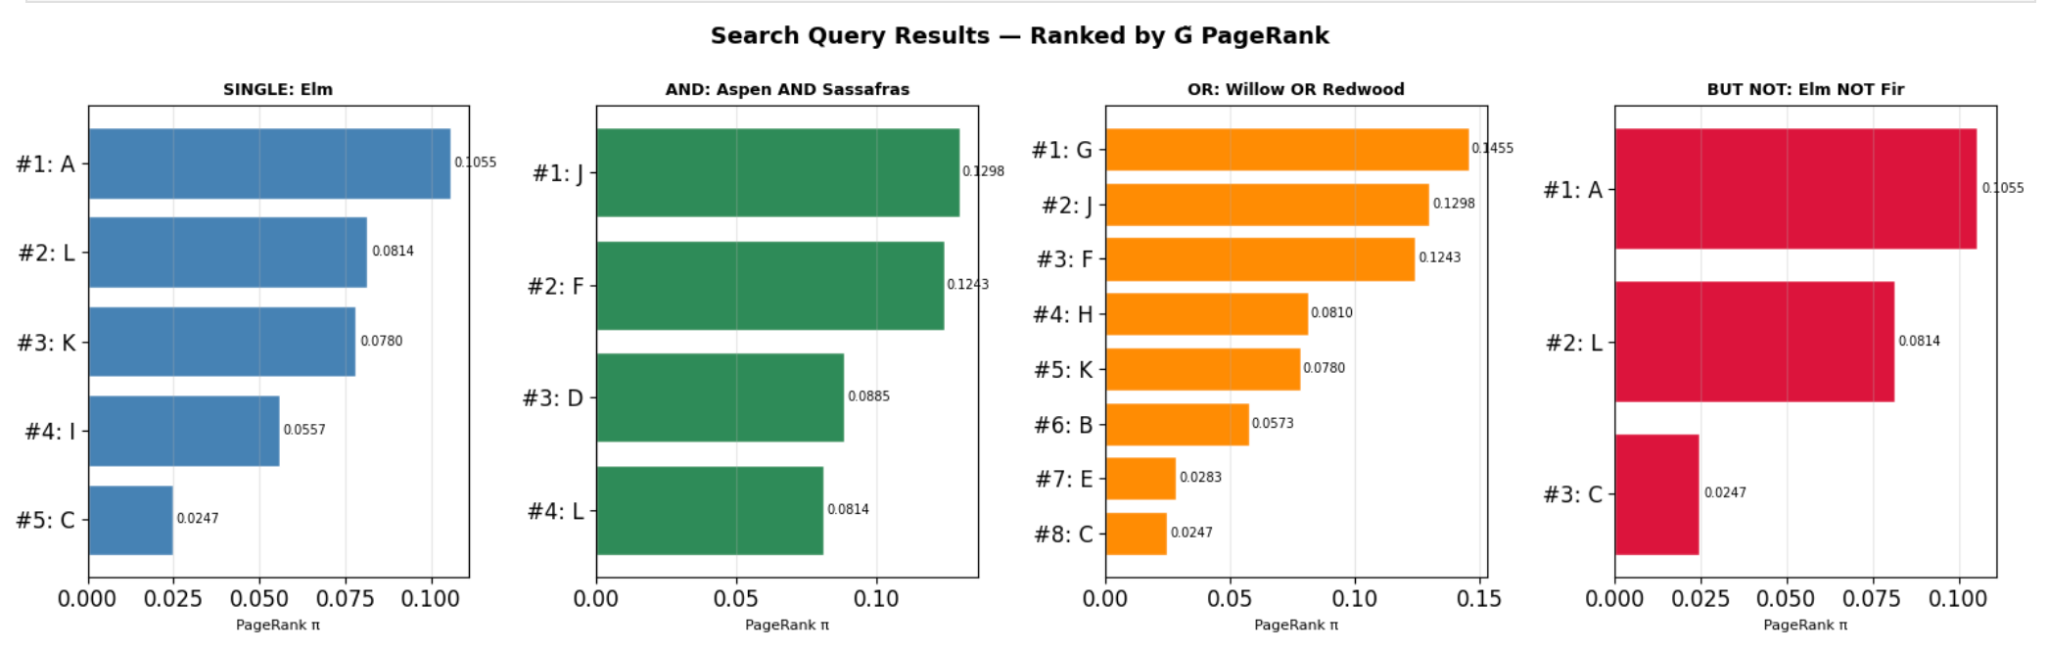 Search Query Results — Ranked by G̃ PageRank
SINGLE: Elm
#1: A
0.1055
#2: L
0.0814
#3: K
0.0780
#4: I
0.0557
#5: C
0.0247
0.000 0.025 0.050 0.075 0.100
PageRank π
AND: Aspen AND Sassafras
#1: J
0.1298
#2: F
0.1243
#3: D
0.0885
#4: L
0.0814
0.00 0.05 0.10
PageRank π
OR: Willow OR Redwood
#1: G
0.1455
#2: J
0.1298
#3: F
0.1243
#4: H
0.0810
#5: K
0.0780
#6: B
0.0573
#7: E
0.0283
#8: C
0.0247
0.00 0.05 0.10 0.15
PageRank π
BUT NOT: Elm NOT Fir
#1: A
0.1055
#2: L
0.0814
#3: C
0.0247
0.000 0.025 0.050 0.075 0.100
PageRank π